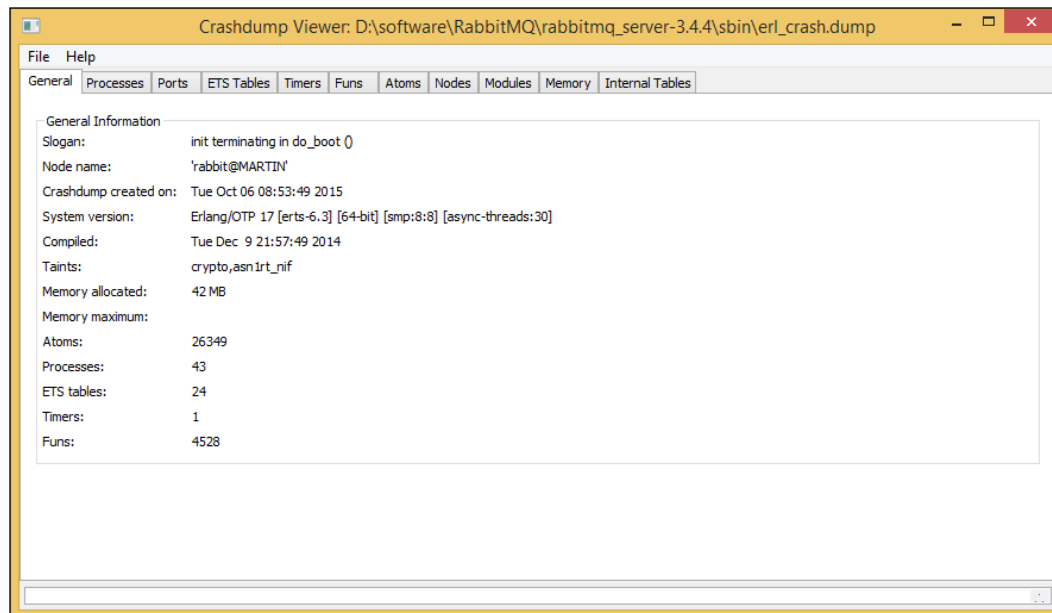 Crashdump Viewer: D:\software\RabbitMQ\rabbitmq_server-3.4.4\sbin\erl_crash.dump
File Help
General Processes Ports ETS Tables Timers Funs Atoms Nodes Modules Memory Internal Tables
General Information
Slogan: init terminating in do_boot ()
Node name: 'rabbit@MARTIN'
Crashdump created on: Tue Oct 06 08:53:49 2015
System version: Erlang/OTP 17 [erts-6.3] [64-bit] [smp:8:8] [async-threads:30]
Compiled: Tue Dec 9 21:57:49 2014
Taints: crypto,asn1rt_nif
Memory allocated: 42 MB
Memory maximum:
Atoms: 26349
Processes: 43
ETS tables: 24
Timers: 1
Funs: 4528